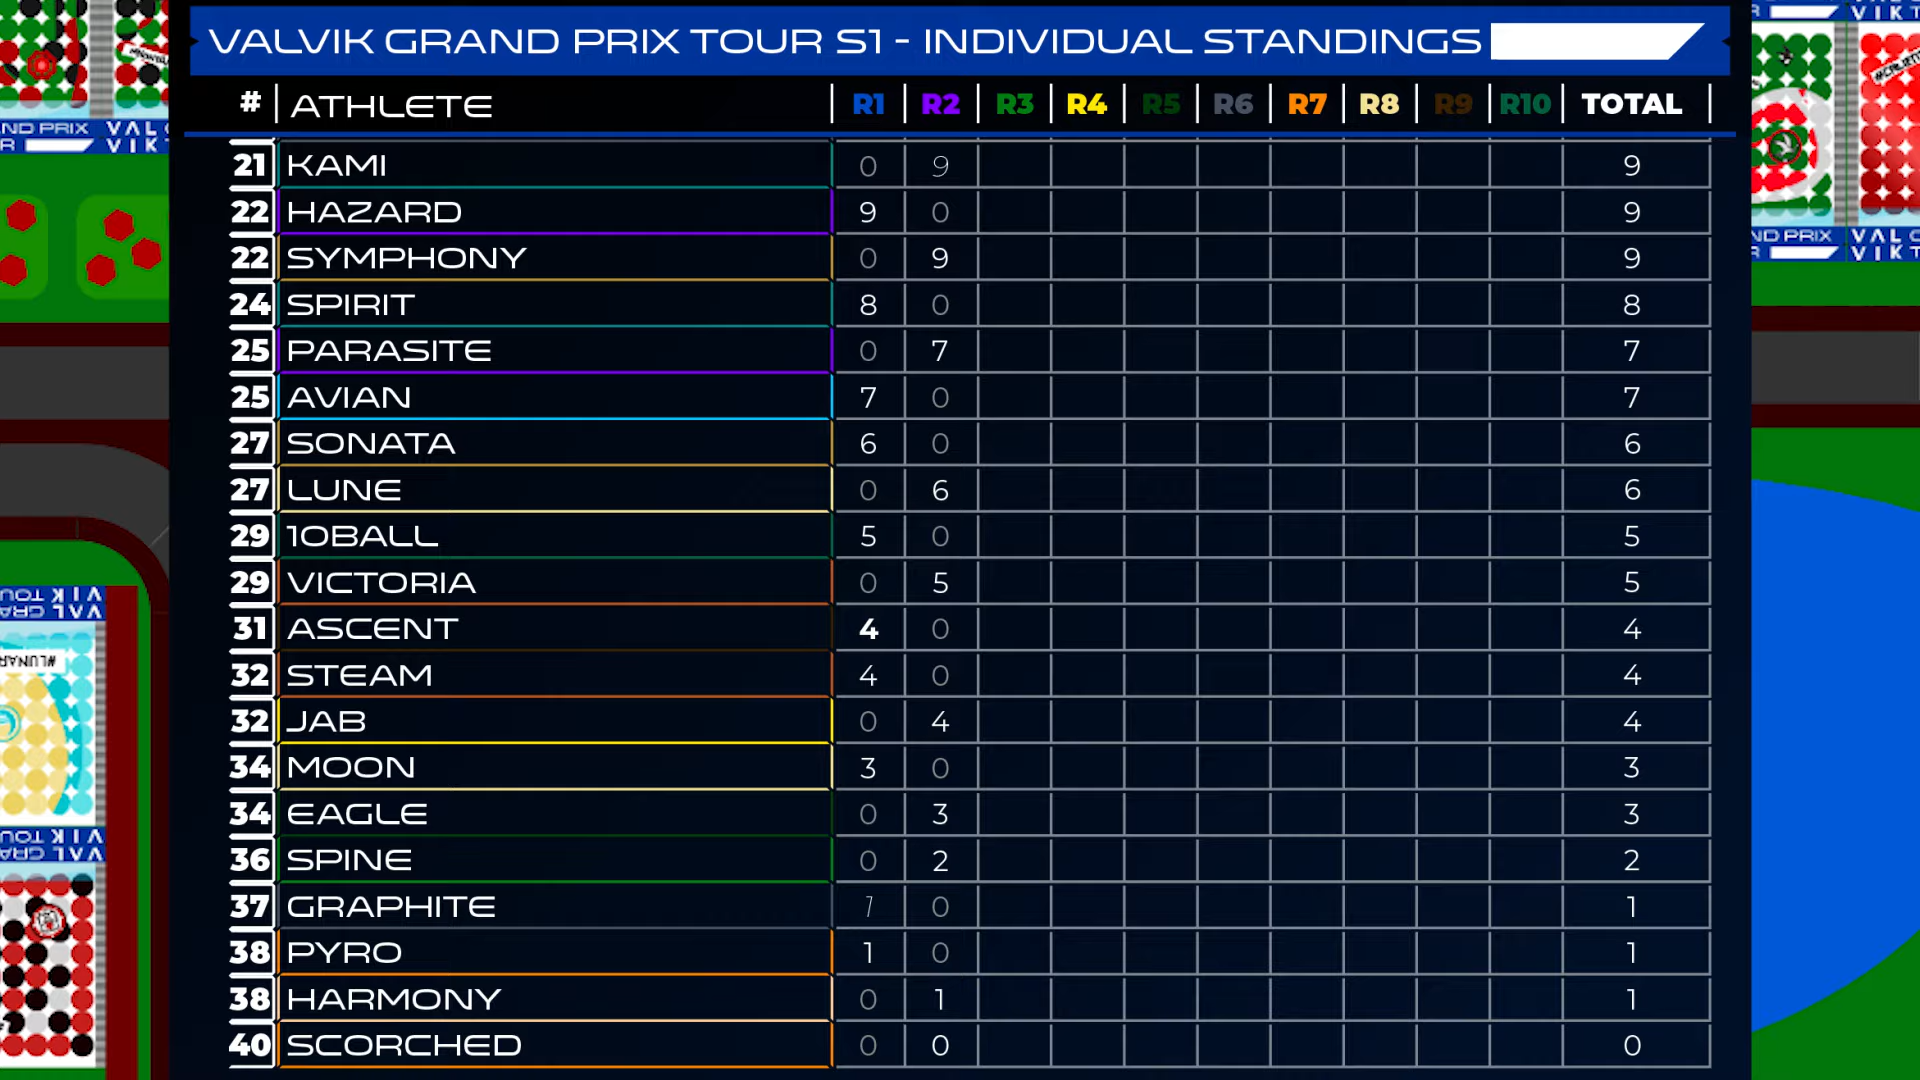 VALVIK GRAND PRIX TOUR S1 - INDIVIDUAL STANDINGS
# ATHLETE R1 R2 R3 R4 R5 R6 R7 R8 R9 R10 TOTAL
21 KAMI 0 9 9
22 HAZARD 9 0 9
22 SYMPHONY 0 9 9
24 SPIRIT 8 0 8
25 PARASITE 0 7 7
25 AVIAN 7 0 7
27 SONATA 6 0 6
27 LUNE 0 6 6
29 10BALL 5 0 5
29 VICTORIA 0 5 5
31 ASCENT 4 0 4
32 STEAM 4 0 4
32 JAB 0 4 4
34 MOON 3 0 3
34 EAGLE 0 3 3
36 SPINE 0 2 2
37 GRAPHITE 1 0 1
38 PYRO 1 0 1
38 HARMONY 0 1 1
40 SCORCHED 0 0 0